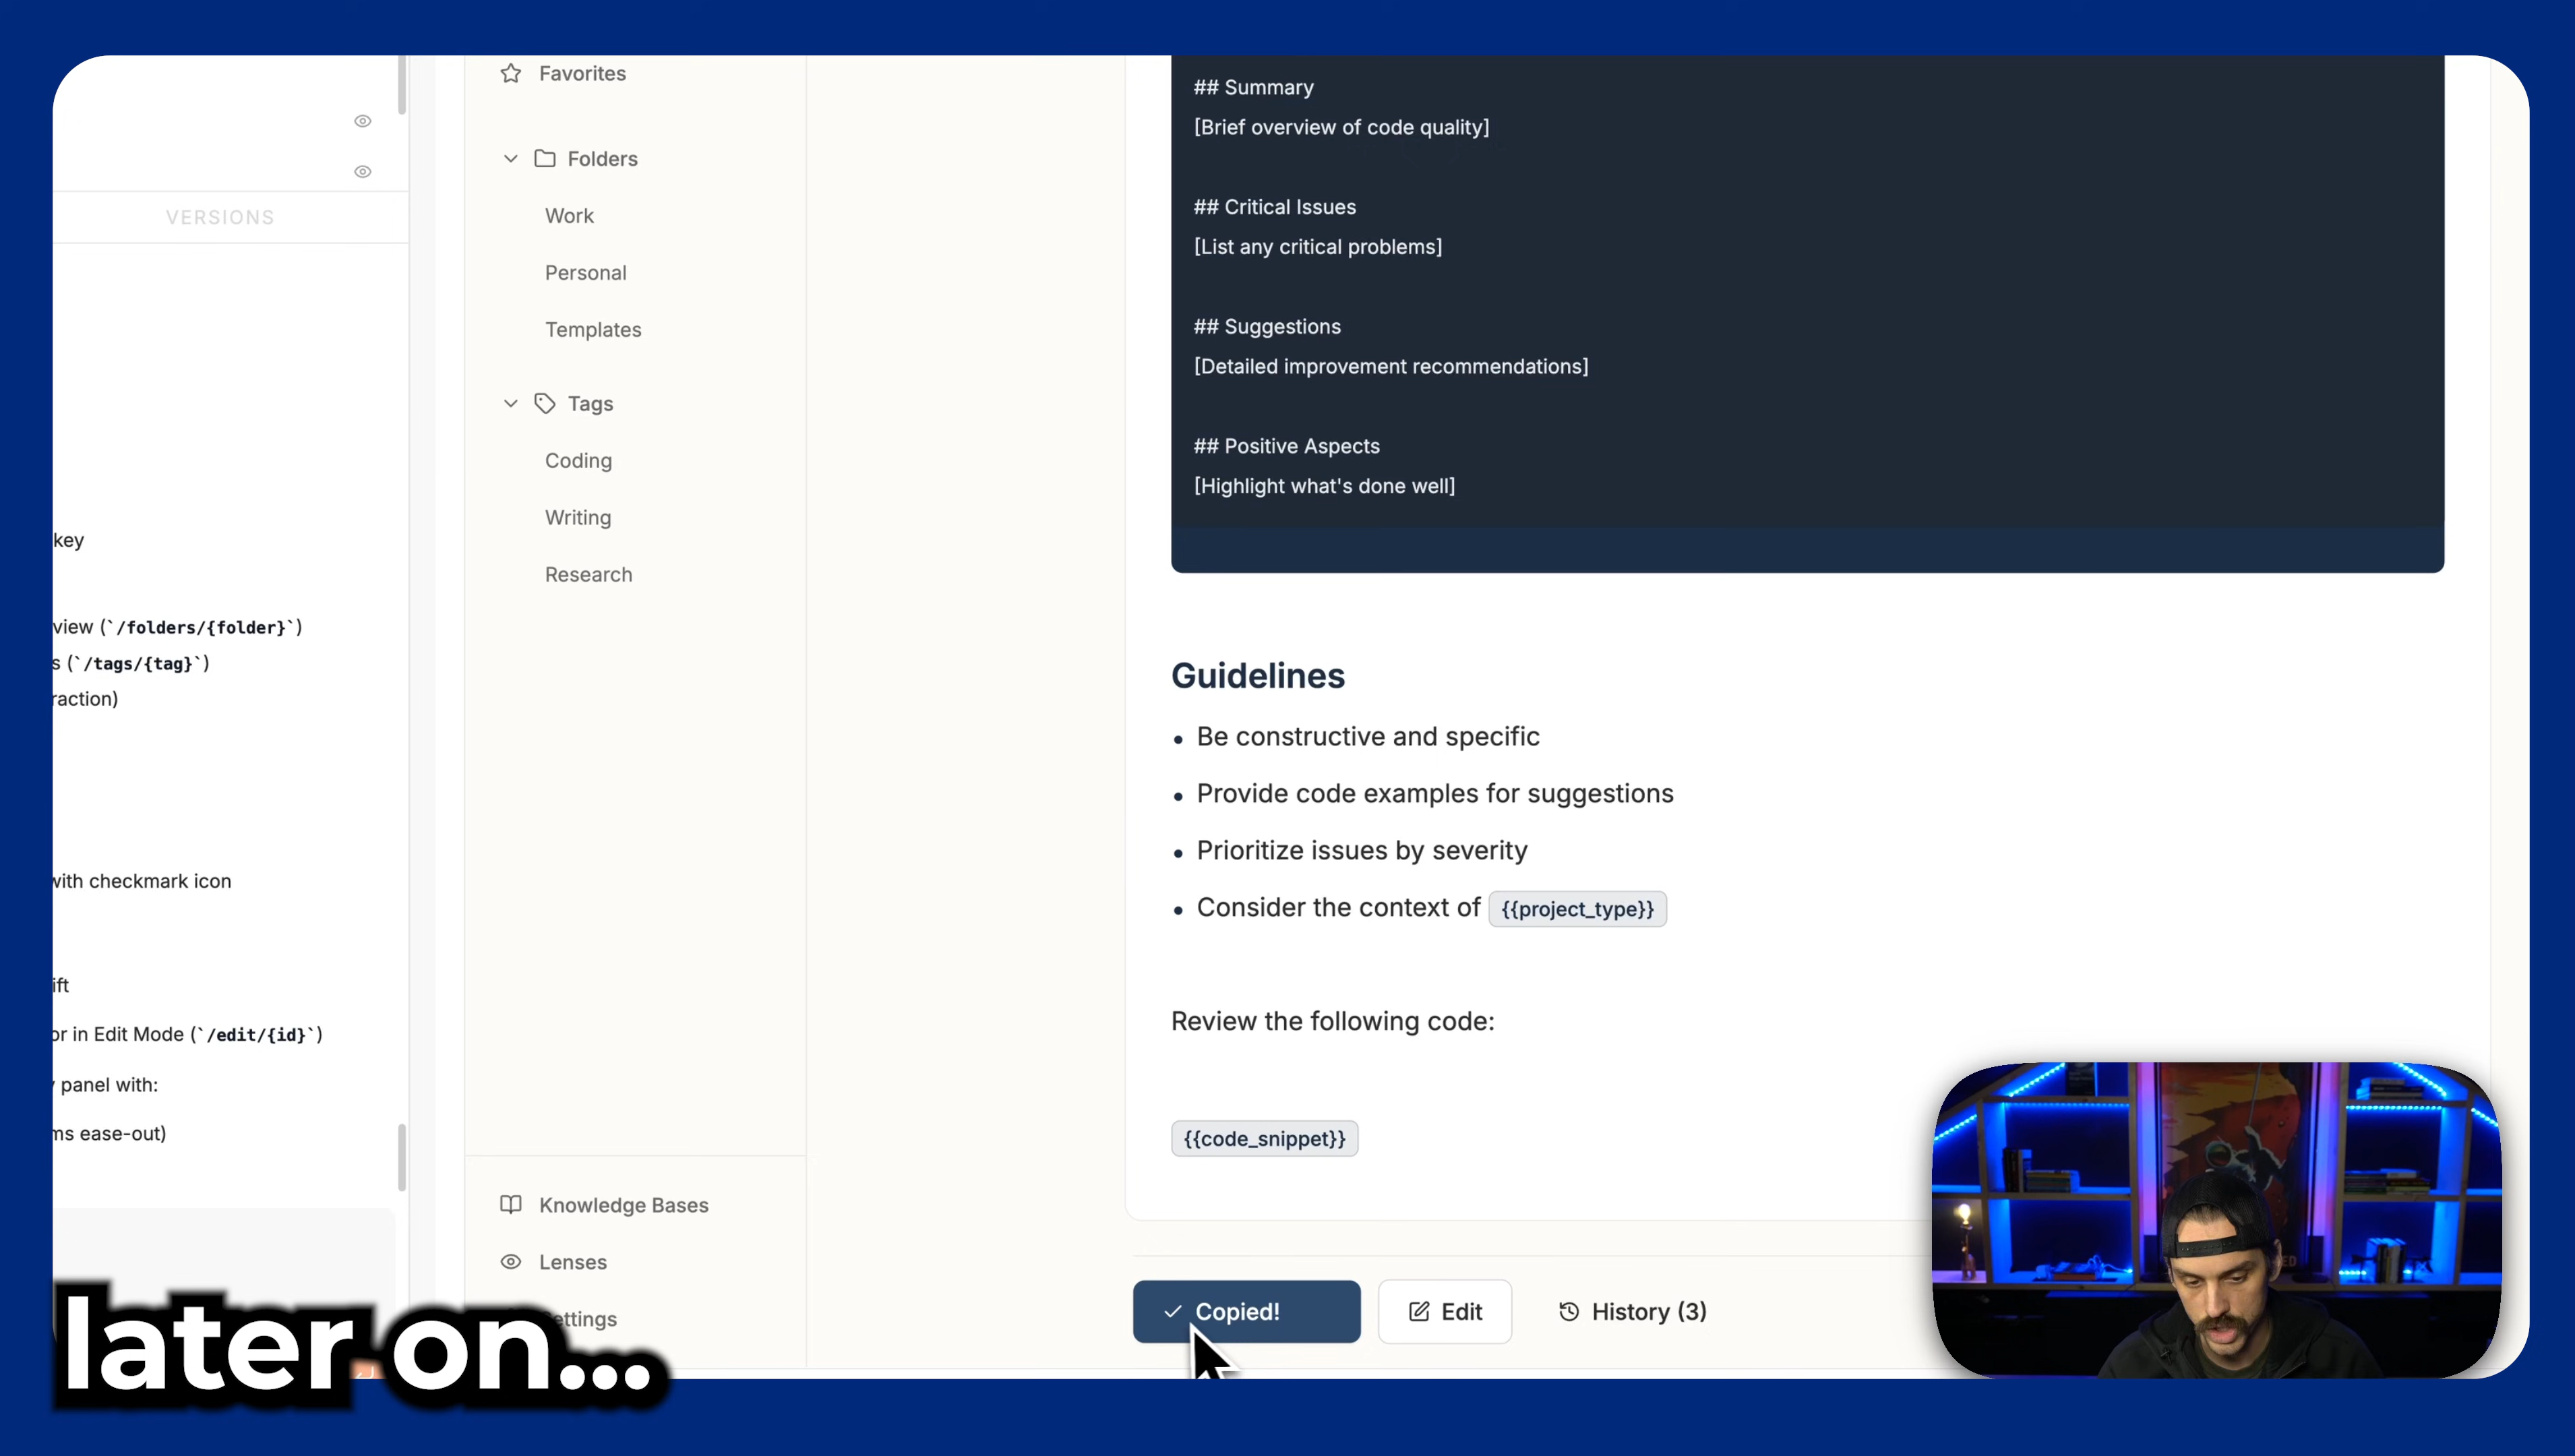 VERSIONS
key
view (`/folders/{folder}`)
s (`/tags/{tag}`)
raction)
with checkmark icon
ift
or in Edit Mode (`/edit/{id}`)
panel with:
ms ease-out)
Favorites
Folders
Work
Personal
Templates
Tags
Coding
Writing
Research
Knowledge Bases
Lenses
ettings
## Summary
[Brief overview of code quality]
## Critical Issues
[List any critical problems]
## Suggestions
[Detailed improvement recommendations]
## Positive Aspects
[Highlight what's done well]
Guidelines
• Be constructive and specific
• Provide code examples for suggestions
• Prioritize issues by severity
• Consider the context of {{project_type}}
Review the following code:
{{code_snippet}}
Copied!
Edit
History (3)
later on...